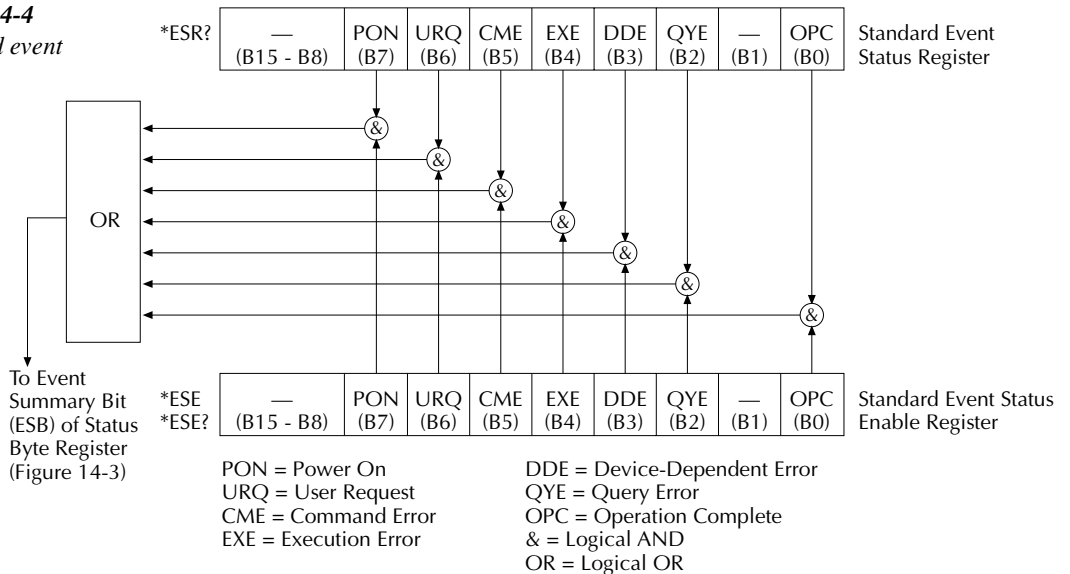 4-4
event
*ESR?
— (B15 - B8)
PON (B7)
URQ (B6)
CME (B5)
EXE (B4)
DDE (B3)
QYE (B2)
— (B1)
OPC (B0)
Standard Event
Status Register
&
&
&
&
&
&
&
OR
To Event
Summary Bit
(ESB) of Status
Byte Register
(Figure 14-3)
*ESE
*ESE?
— (B15 - B8)
PON (B7)
URQ (B6)
CME (B5)
EXE (B4)
DDE (B3)
QYE (B2)
— (B1)
OPC (B0)
Standard Event Status
Enable Register
PON = Power On
URQ = User Request
CME = Command Error
EXE = Execution Error
DDE = Device-Dependent Error
QYE = Query Error
OPC = Operation Complete
& = Logical AND
OR = Logical OR